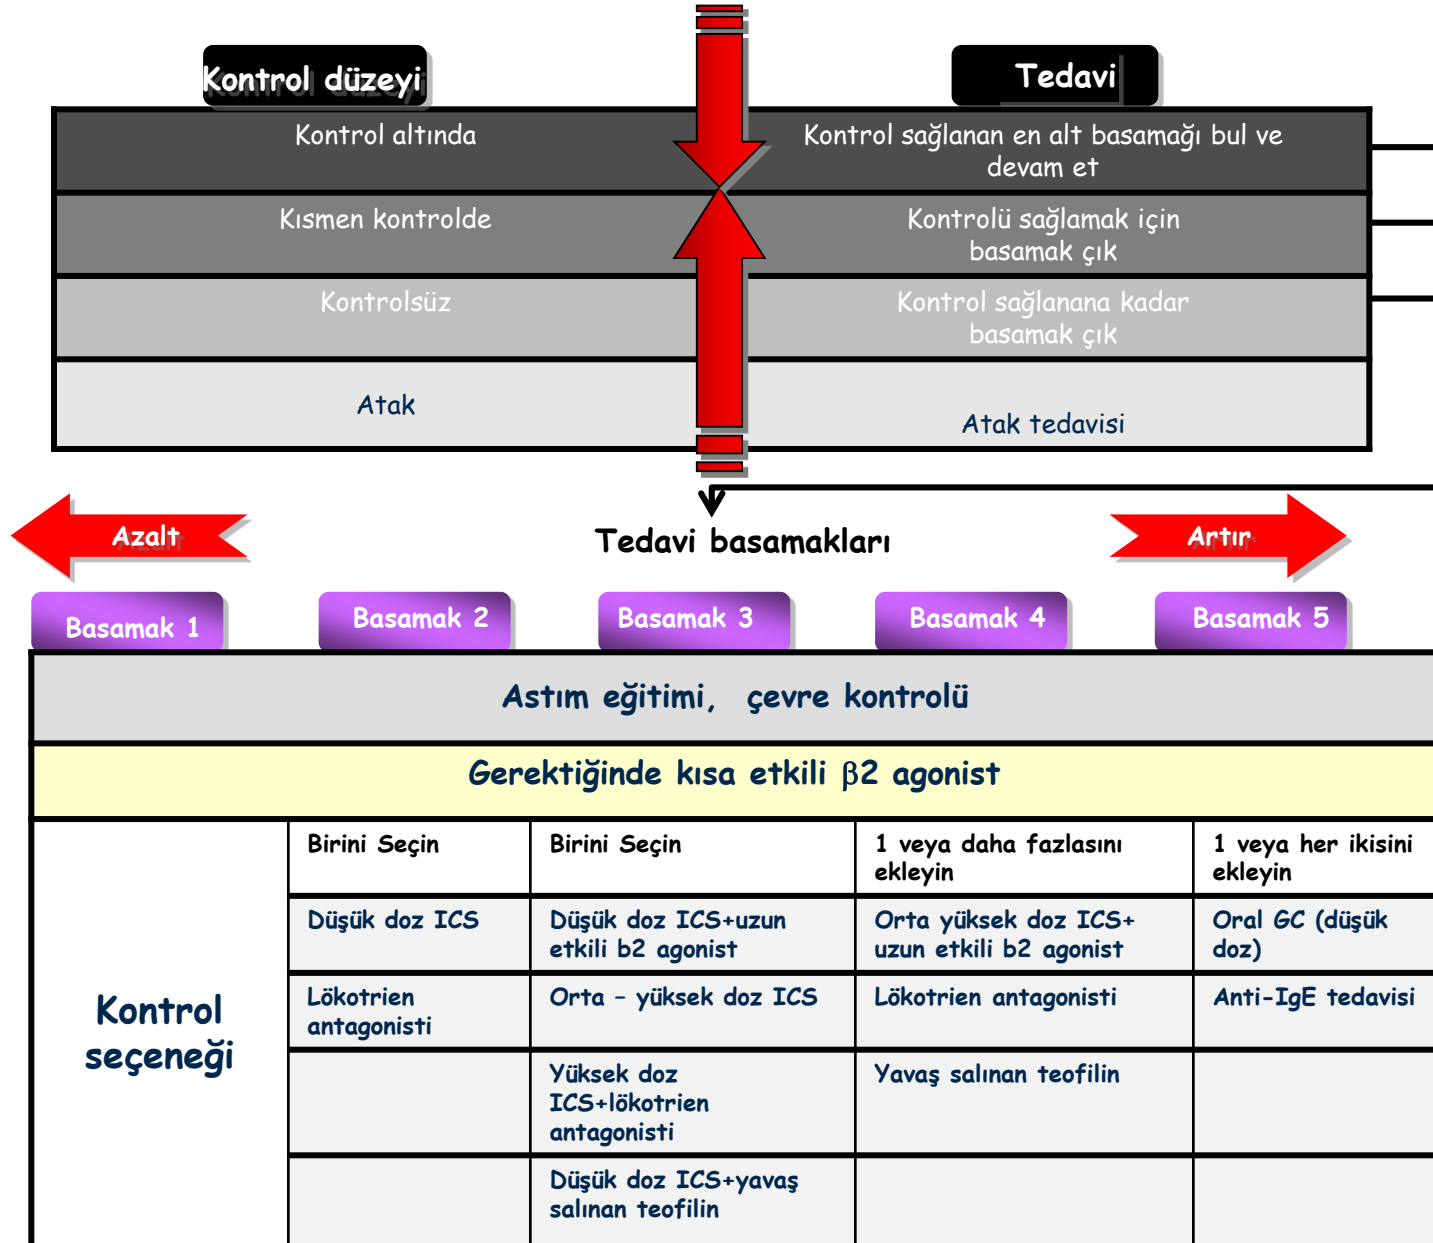 Kontrol düzeyi
Tedavi
Kontrol altında
Kontrol sağlanan en alt basamağı bul ve
devam et
Kısmen kontrolde
Kontrolü sağlamak için
basamak çık
Kontrolsüz
Kontrol sağlanana kadar
basamak çık
Atak
Atak tedavisi
Azalt
Tedavi basamakları
Artır
Basamak 1
Basamak 2
Basamak 3
Basamak 4
Basamak 5
Astım eğitimi, çevre kontrolü
Gerektiğinde kısa etkili β2 agonist
Kontrol
seçeneği
Birini Seçin
Birini Seçin
1 veya daha fazlasını
ekleyin
1 veya her ikisini
ekleyin
Düşük doz ICS
Düşük doz ICS+uzun
etkili b2 agonist
Orta yüksek doz ICS+
uzun etkili b2 agonist
Oral GC (düşük
doz)
Lökotrien
antagonisti
Orta – yüksek doz ICS
Lökotrien antagonisti
Anti-IgE tedavisi
Yüksek doz
ICS+lökotrien
antagonisti
Yavaş salınan teofilin
Düşük doz ICS+yavaş
salınan teofilin